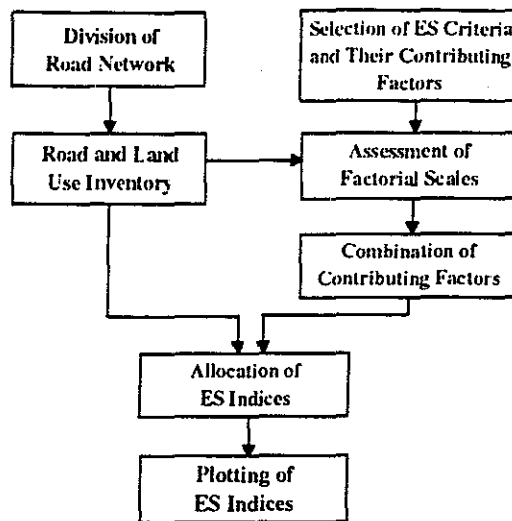 Division of
Road Network
Selection of ES Criteria
and Their Contributing
Factors
Road and Land
Use Inventory
Assessment of
Factorial Scales
Combination of
Contributing Factors
Allocation of
ES Indices
Plotting of
ES Indices